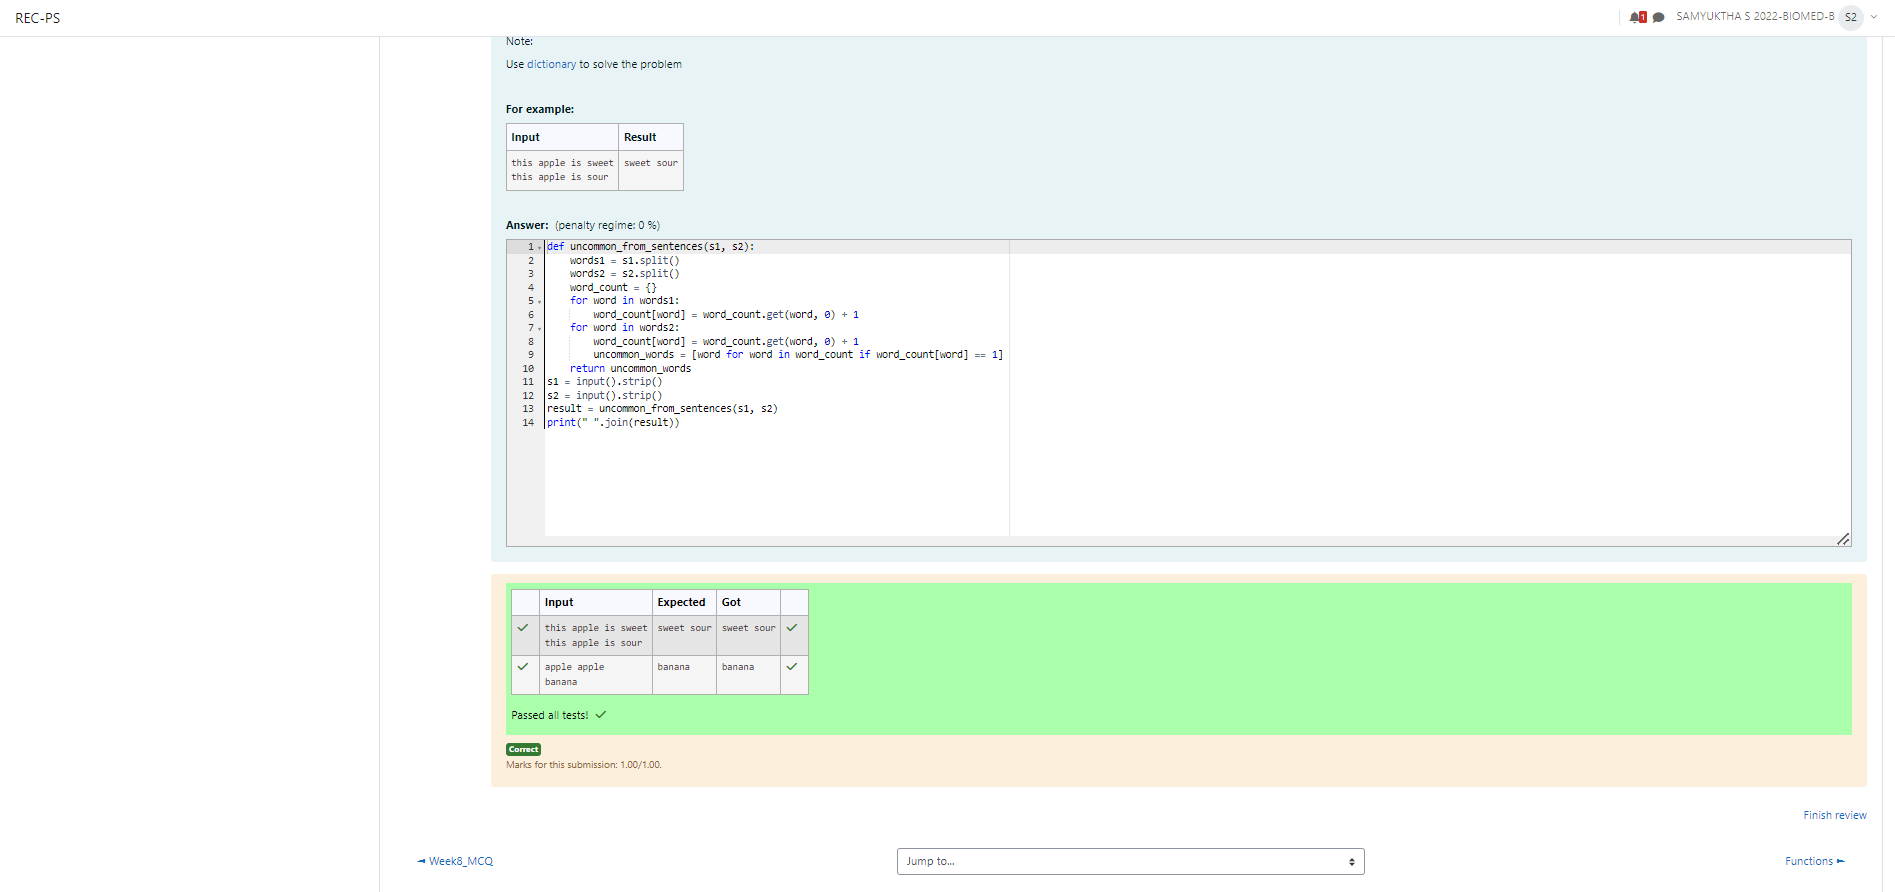 REC-PS
1
SAMYUKTHA S 2022-BIOMED-B S2
Note:
Use dictionary to solve the problem
For example:
Input Result
this apple is sweet sweet sour
this apple is sour
Answer: (penalty regime: 0 %)
1 def uncommon_from_sentences(s1, s2):
2 words1 = s1.split()
3 words2 = s2.split()
4 word_count = {}
5 for word in words1:
6 word_count[word] = word_count.get(word, 0) + 1
7 for word in words2:
8 word_count[word] = word_count.get(word, 0) + 1
9 uncommon_words = [word for word in word_count if word_count[word] == 1]
10 return uncommon_words
11 s1 = input().strip()
12 s2 = input().strip()
13 result = uncommon_from_sentences(s1, s2)
14 print(" ".join(result))
Input Expected Got
this apple is sweet sweet sour sweet sour
this apple is sour
apple apple banana banana
banana
Passed all tests!
Correct
Marks for this submission: 1.00/1.00.
Finish review
◄ Week8_MCQ
Jump to...
Functions ►